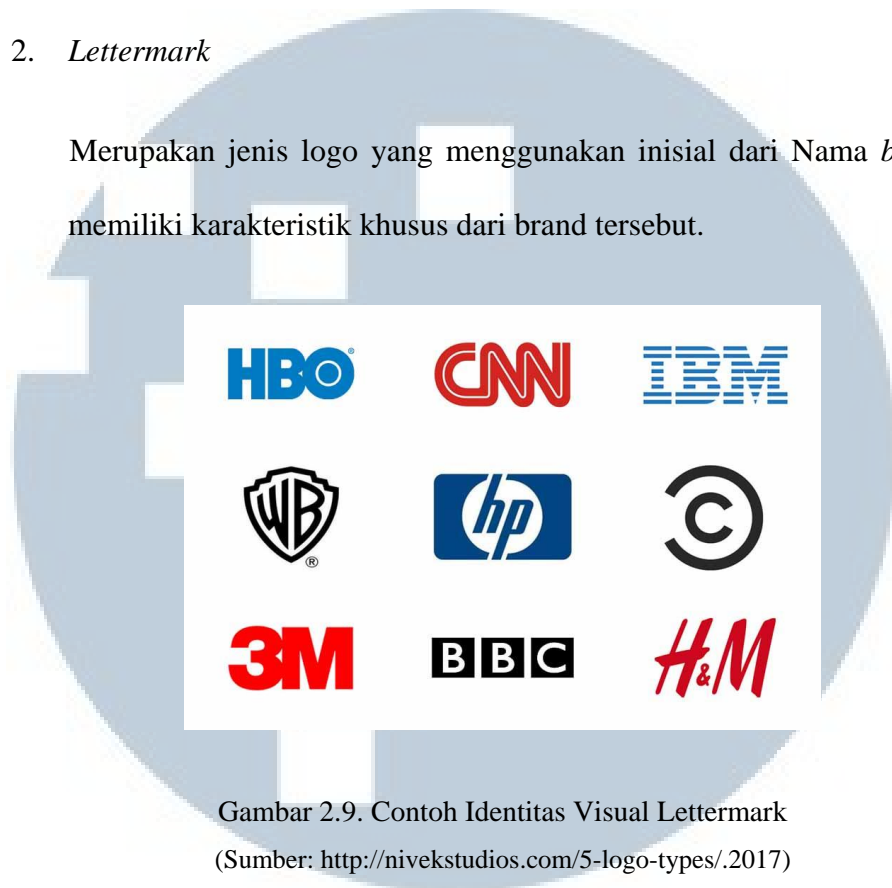 2. Lettermark
Merupakan jenis logo yang menggunakan inisial dari Nama
memiliki karakteristik khusus dari brand tersebut.
HBO® CNN IBM
WB® hp C
3M BBC H&M
Gambar 2.9. Contoh Identitas Visual Lettermark
(Sumber: http://nivekstudios.com/5-logo-types/.2017)